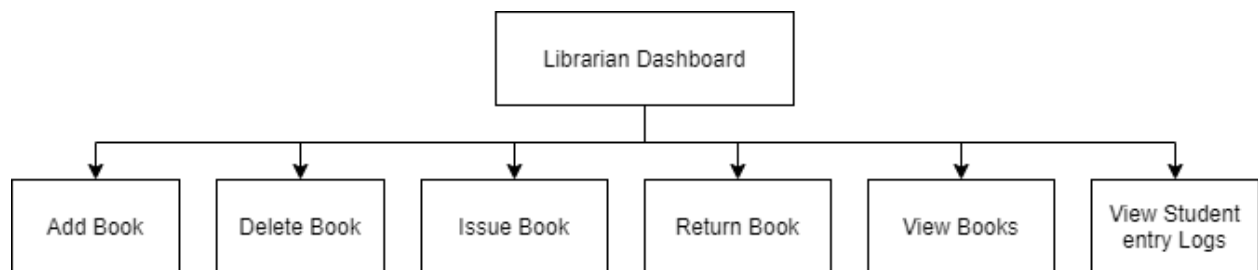 Librarian Dashboard
Add Book
Delete Book
Issue Book
Return Book
View Books
View Student
entry Logs